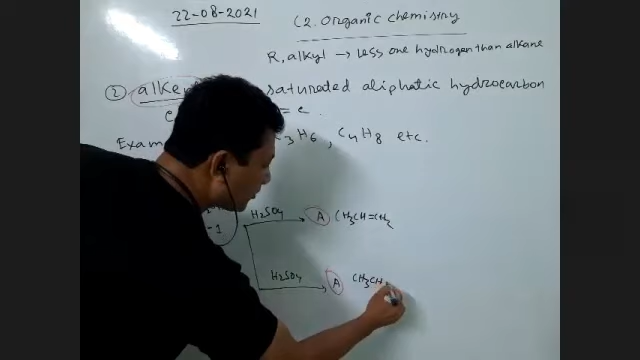 22-08-2021
C2. Organic chemistry
R, alkyl → Less one hydrogen than alkane
② alke saturated aliphatic hydrocarbon
= c.
Exam 3H6, C4H8 etc.
H2SO4 A CH3CH=CH2
-1
H2SO4 A CH3CH